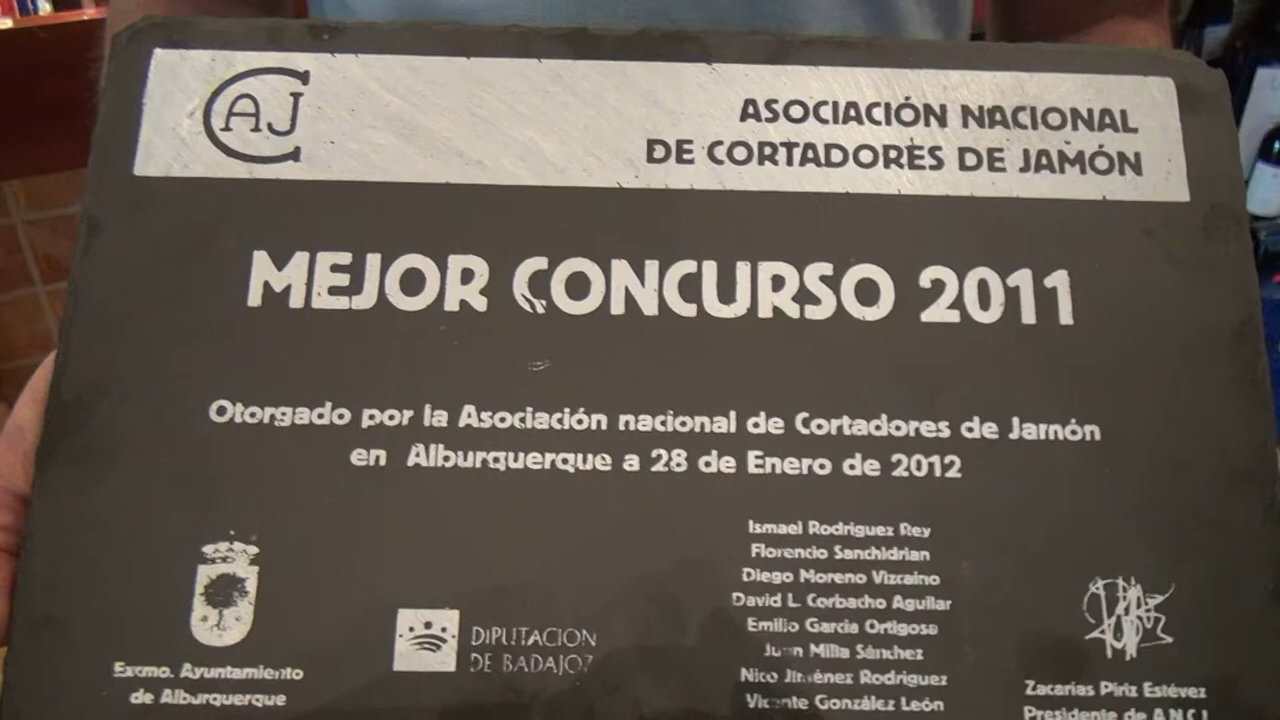 CAJ
ASOCIACIÓN NACIONAL
DE CORTADORES DE JAMÓN
MEJOR CONCURSO 2011
Otorgado por la Asociación nacional de Cortadores de Jamón
en Alburquerque a 28 de Enero de 2012
Ismael Rodriguez Rey
Florencio Sanchidrian
Diego Moreno Vizcaino
David L. Corbacho Aguilar
Emilio Garcia Ortigosa
Juan Milla Sánchez
Nico Jiménez Rodriguez
Vicente González León
Excmo. Ayuntamiento
de Alburquerque
DIPUTACION
DE BADAJOZ
Zacarias Piriz Estévez
Presidente de A.N.C.J.